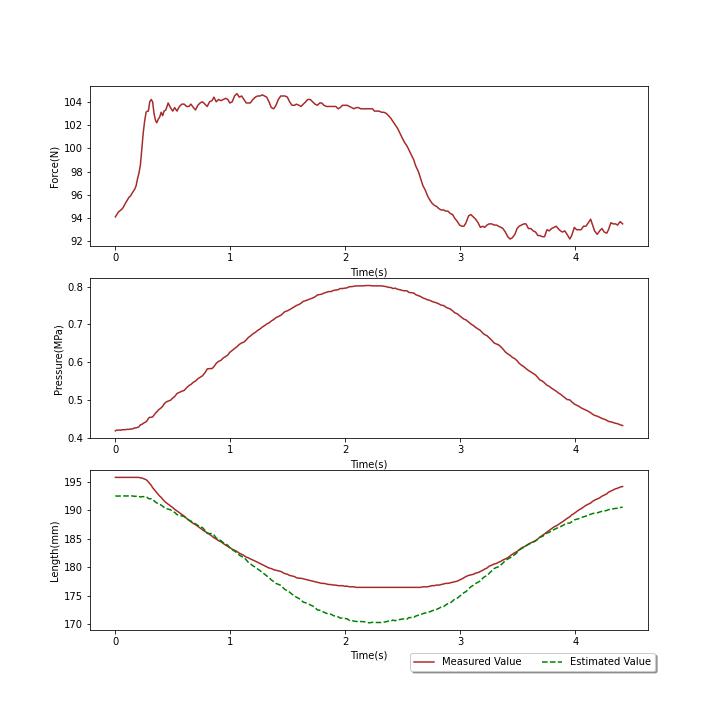 104
102
100
98
96
94
92
Force(N)
0 1 2 3 4
Time(s)
0.8
0.7
0.6
0.5
0.4
Pressure(MPa)
0 1 2 3 4
Time(s)
195
190
185
180
175
170
Length(mm)
0 1 2 3 4
Time(s)
Measured Value Estimated Value